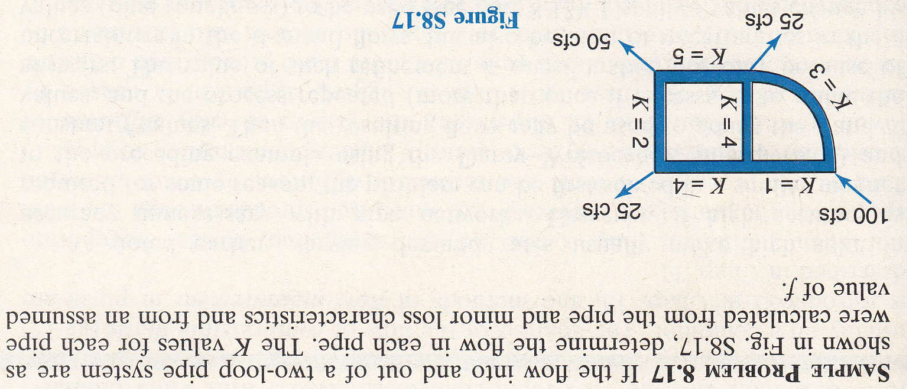 SAMPLE PROBLEM 8.17 If the flow into and out of a two-loop pipe system are as
shown in Fig. S8.17, determine the flow in each pipe. The K values for each pipe
were calculated from the pipe and minor loss characteristics and from an assumed
value of f.
100 cfs
25 cfs
K = 1
K = 4
K = 3
K = 4
K = 2
K = 5
25 cfs
50 cfs
Figure S8.17